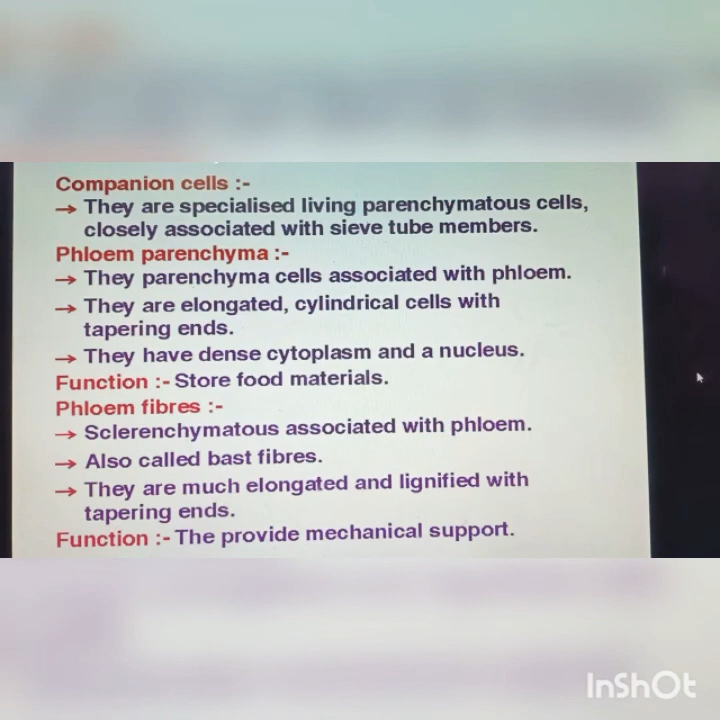 Companion cells :-
→ They are specialised living parenchymatous cells,
closely associated with sieve tube members.
Phloem parenchyma :-
→ They parenchyma cells associated with phloem.
→ They are elongated, cylindrical cells with
tapering ends.
→ They have dense cytoplasm and a nucleus.
Function :- Store food materials.
Phloem fibres :-
→ Sclerenchymatous associated with phloem.
→ Also called bast fibres.
→ They are much elongated and lignified with
tapering ends.
Function :- The provide mechanical support.
InShOt